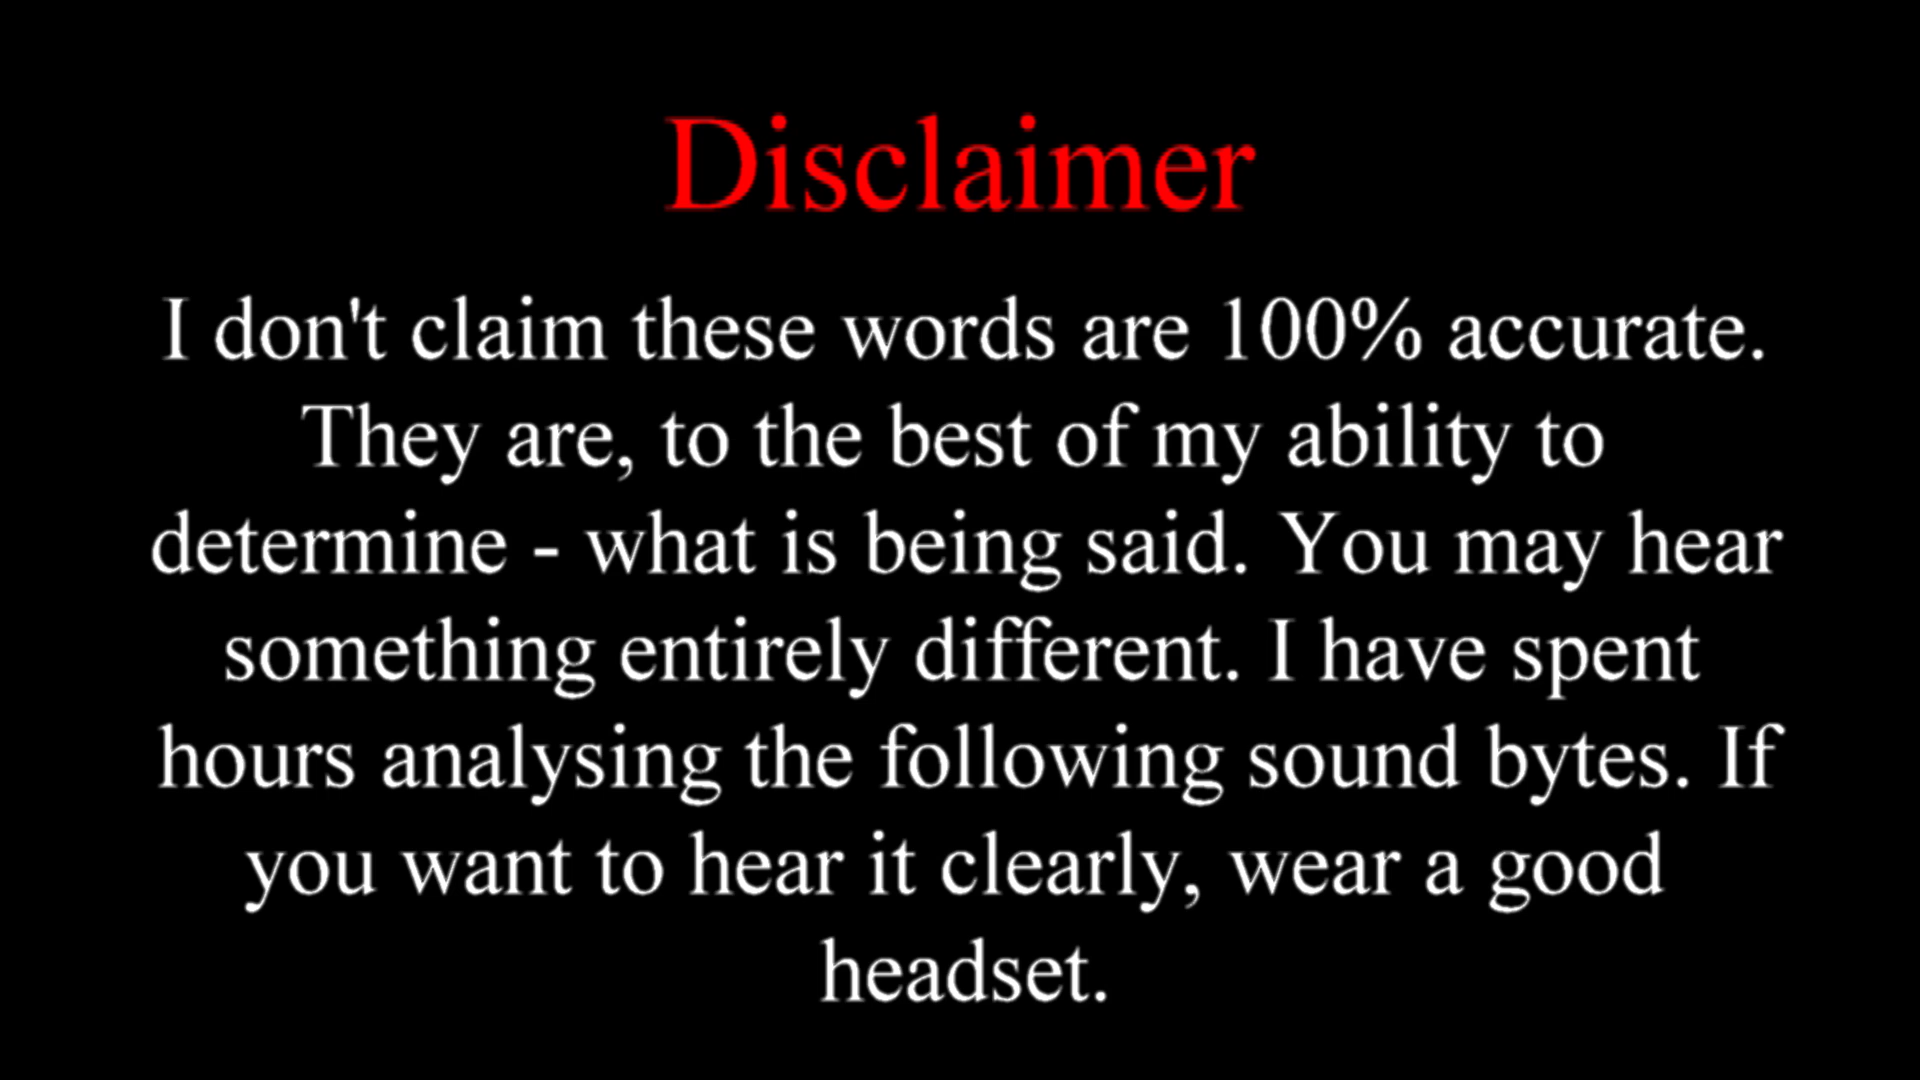 Disclaimer
I don't claim these words are 100% accurate.
They are, to the best of my ability to
determine - what is being said. You may hear
something entirely different. I have spent
hours analysing the following sound bytes. If
you want to hear it clearly, wear a good
headset.